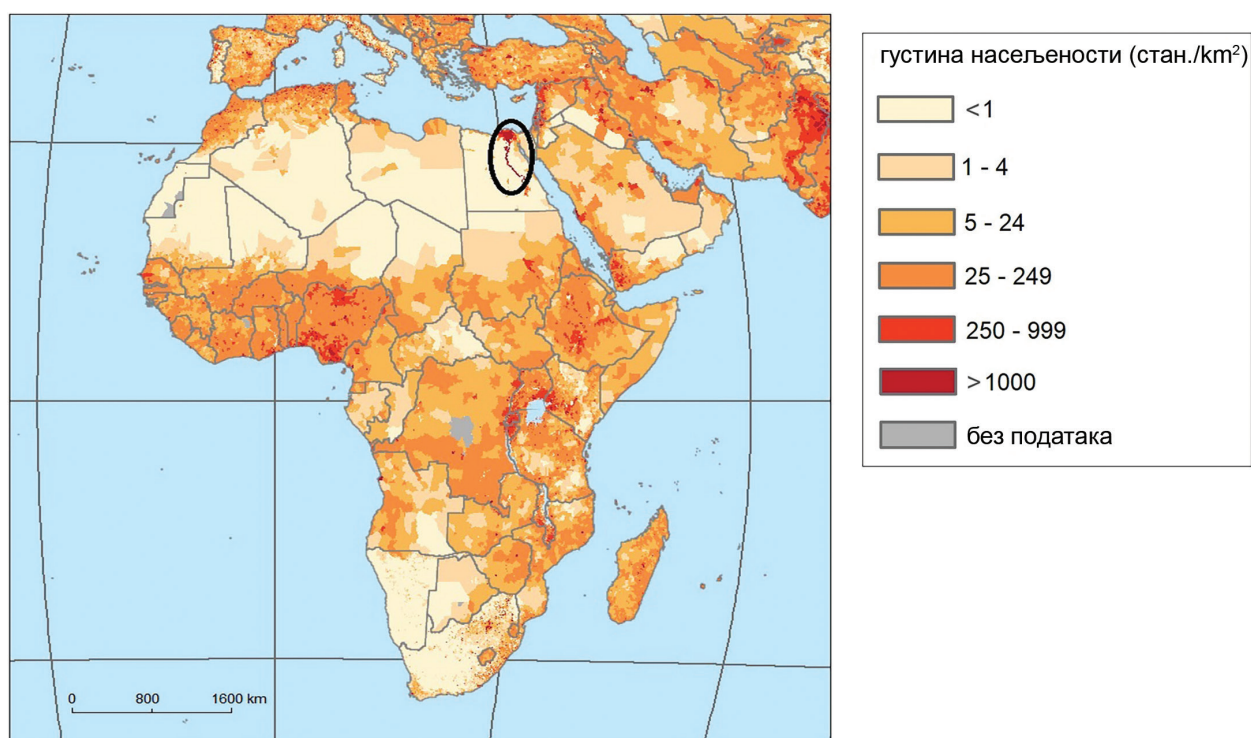 густина насељености (стан./km²)
<1
1 - 4
5 - 24
25 - 249
250 - 999
>1000
без података
0 800 1600 km